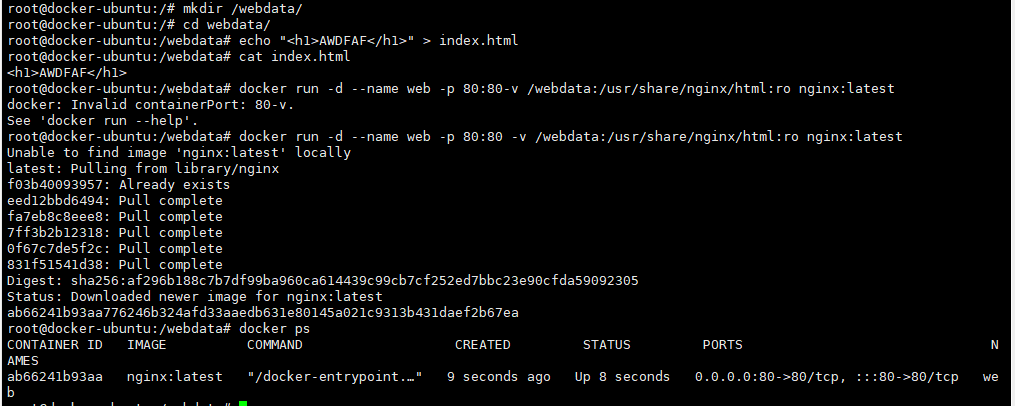 root@docker-ubuntu:/# mkdir /webdata/
root@docker-ubuntu:/# cd webdata/
root@docker-ubuntu:/webdata# echo "<h1>AWDFAF</h1>" > index.html
root@docker-ubuntu:/webdata# cat index.html
<h1>AWDFAF</h1>
root@docker-ubuntu:/webdata# docker run -d --name web -p 80:80-v /webdata:/usr/share/nginx/html:ro nginx:latest
docker: Invalid containerPort: 80-v.
See 'docker run --help'.
root@docker-ubuntu:/webdata# docker run -d --name web -p 80:80 -v /webdata:/usr/share/nginx/html:ro nginx:latest
Unable to find image 'nginx:latest' locally
latest: Pulling from library/nginx
f03b40093957: Already exists
eed12bbd6494: Pull complete
fa7eb8c8eee8: Pull complete
7ff3b2b12318: Pull complete
0f67c7de5f2c: Pull complete
831f51541d38: Pull complete
Digest: sha256:af296b188c7b7df99ba960ca614439c99cb7cf252ed7bbc23e90cfda59092305
Status: Downloaded newer image for nginx:latest
ab66241b93aa776246b324afd33aaedb631e80145a021c9313b431daef2b67ea
root@docker-ubuntu:/webdata# docker ps
CONTAINER ID   IMAGE          COMMAND                  CREATED         STATUS         PORTS                               N
AMES
ab66241b93aa   nginx:latest   "/docker-entrypoint.…"   9 seconds ago   Up 8 seconds   0.0.0.0:80->80/tcp, :::80->80/tcp   we
b
root@docker-ubuntu:/webdata#